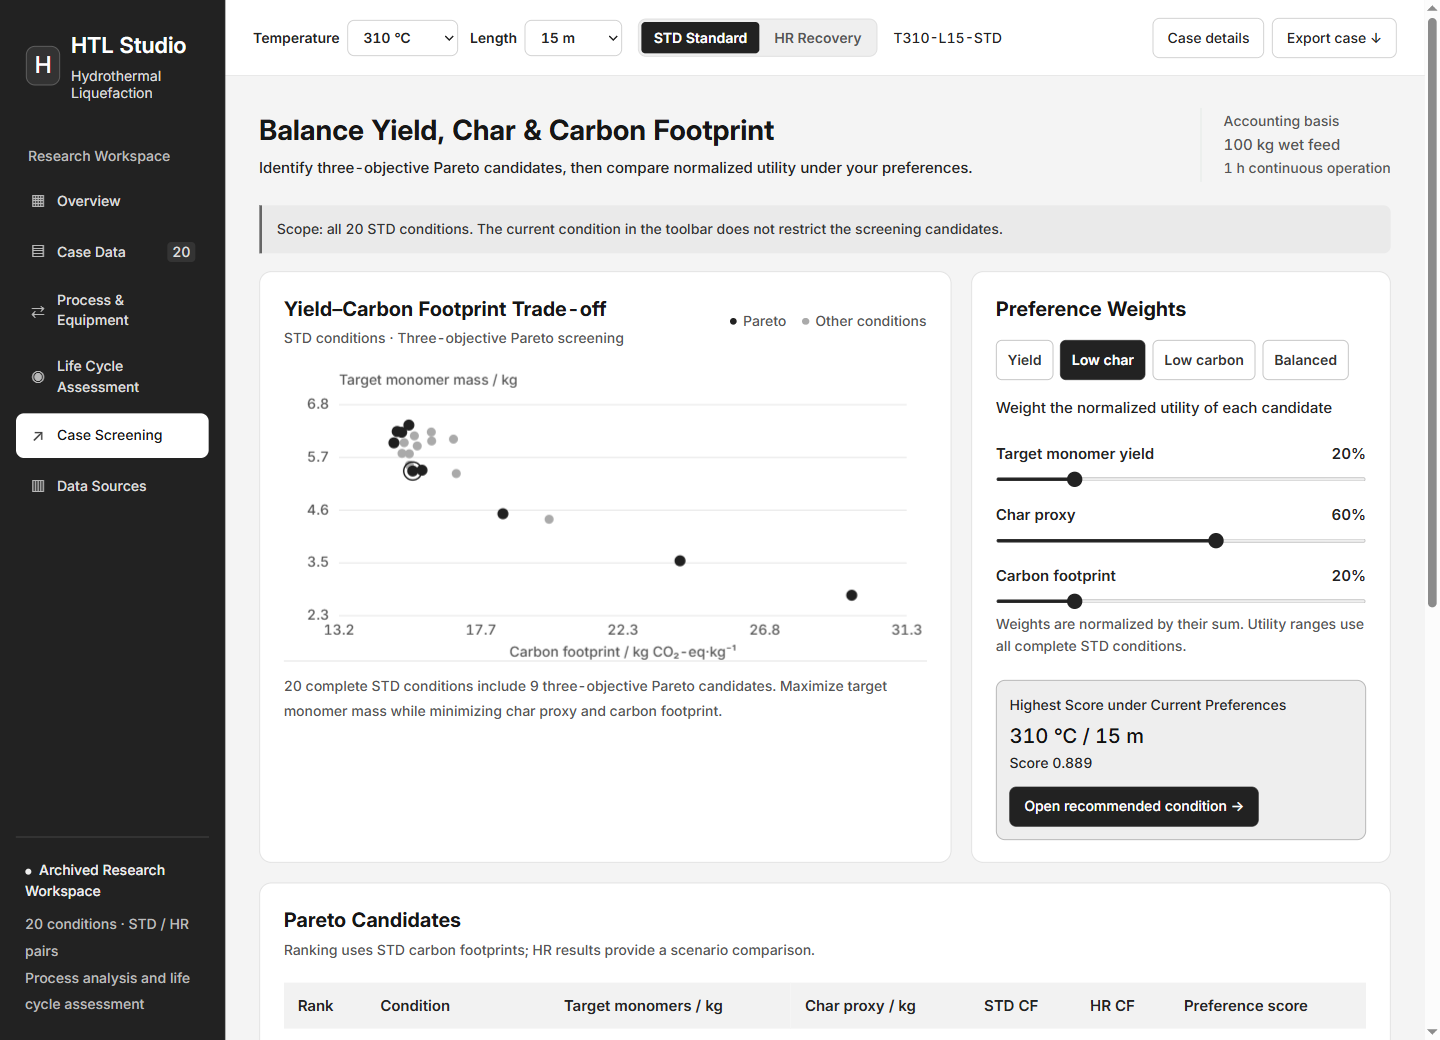 H
HTL Studio
Hydrothermal
Liquefaction
Research Workspace
Overview
Case Data 20
Process &
Equipment
Life Cycle
Assessment
Case Screening
Data Sources
Archived Research
Workspace
20 conditions · STD / HR
pairs
Process analysis and life
cycle assessment
Temperature 310 °C Length 15 m STD Standard HR Recovery T310-L15-STD Case details Export case ↓
Balance Yield, Char & Carbon Footprint
Identify three-objective Pareto candidates, then compare normalized utility under your preferences.
Accounting basis
100 kg wet feed
1 h continuous operation
Scope: all 20 STD conditions. The current condition in the toolbar does not restrict the screening candidates.
Yield–Carbon Footprint Trade-off
STD conditions · Three-objective Pareto screening
Pareto Other conditions
Target monomer mass / kg
6.8
5.7
4.6
3.5
2.3
13.2 17.7 22.3 26.8 31.3
Carbon footprint / kg CO₂-eq·kg⁻¹
20 complete STD conditions include 9 three-objective Pareto candidates. Maximize target
monomer mass while minimizing char proxy and carbon footprint.
Preference Weights
Yield Low char Low carbon Balanced
Weight the normalized utility of each candidate
Target monomer yield 20%
Char proxy 60%
Carbon footprint 20%
Weights are normalized by their sum. Utility ranges use
all complete STD conditions.
Highest Score under Current Preferences
310 °C / 15 m
Score 0.889
Open recommended condition →
Pareto Candidates
Ranking uses STD carbon footprints; HR results provide a scenario comparison.
Rank Condition Target monomers / kg Char proxy / kg STD CF HR CF Preference score